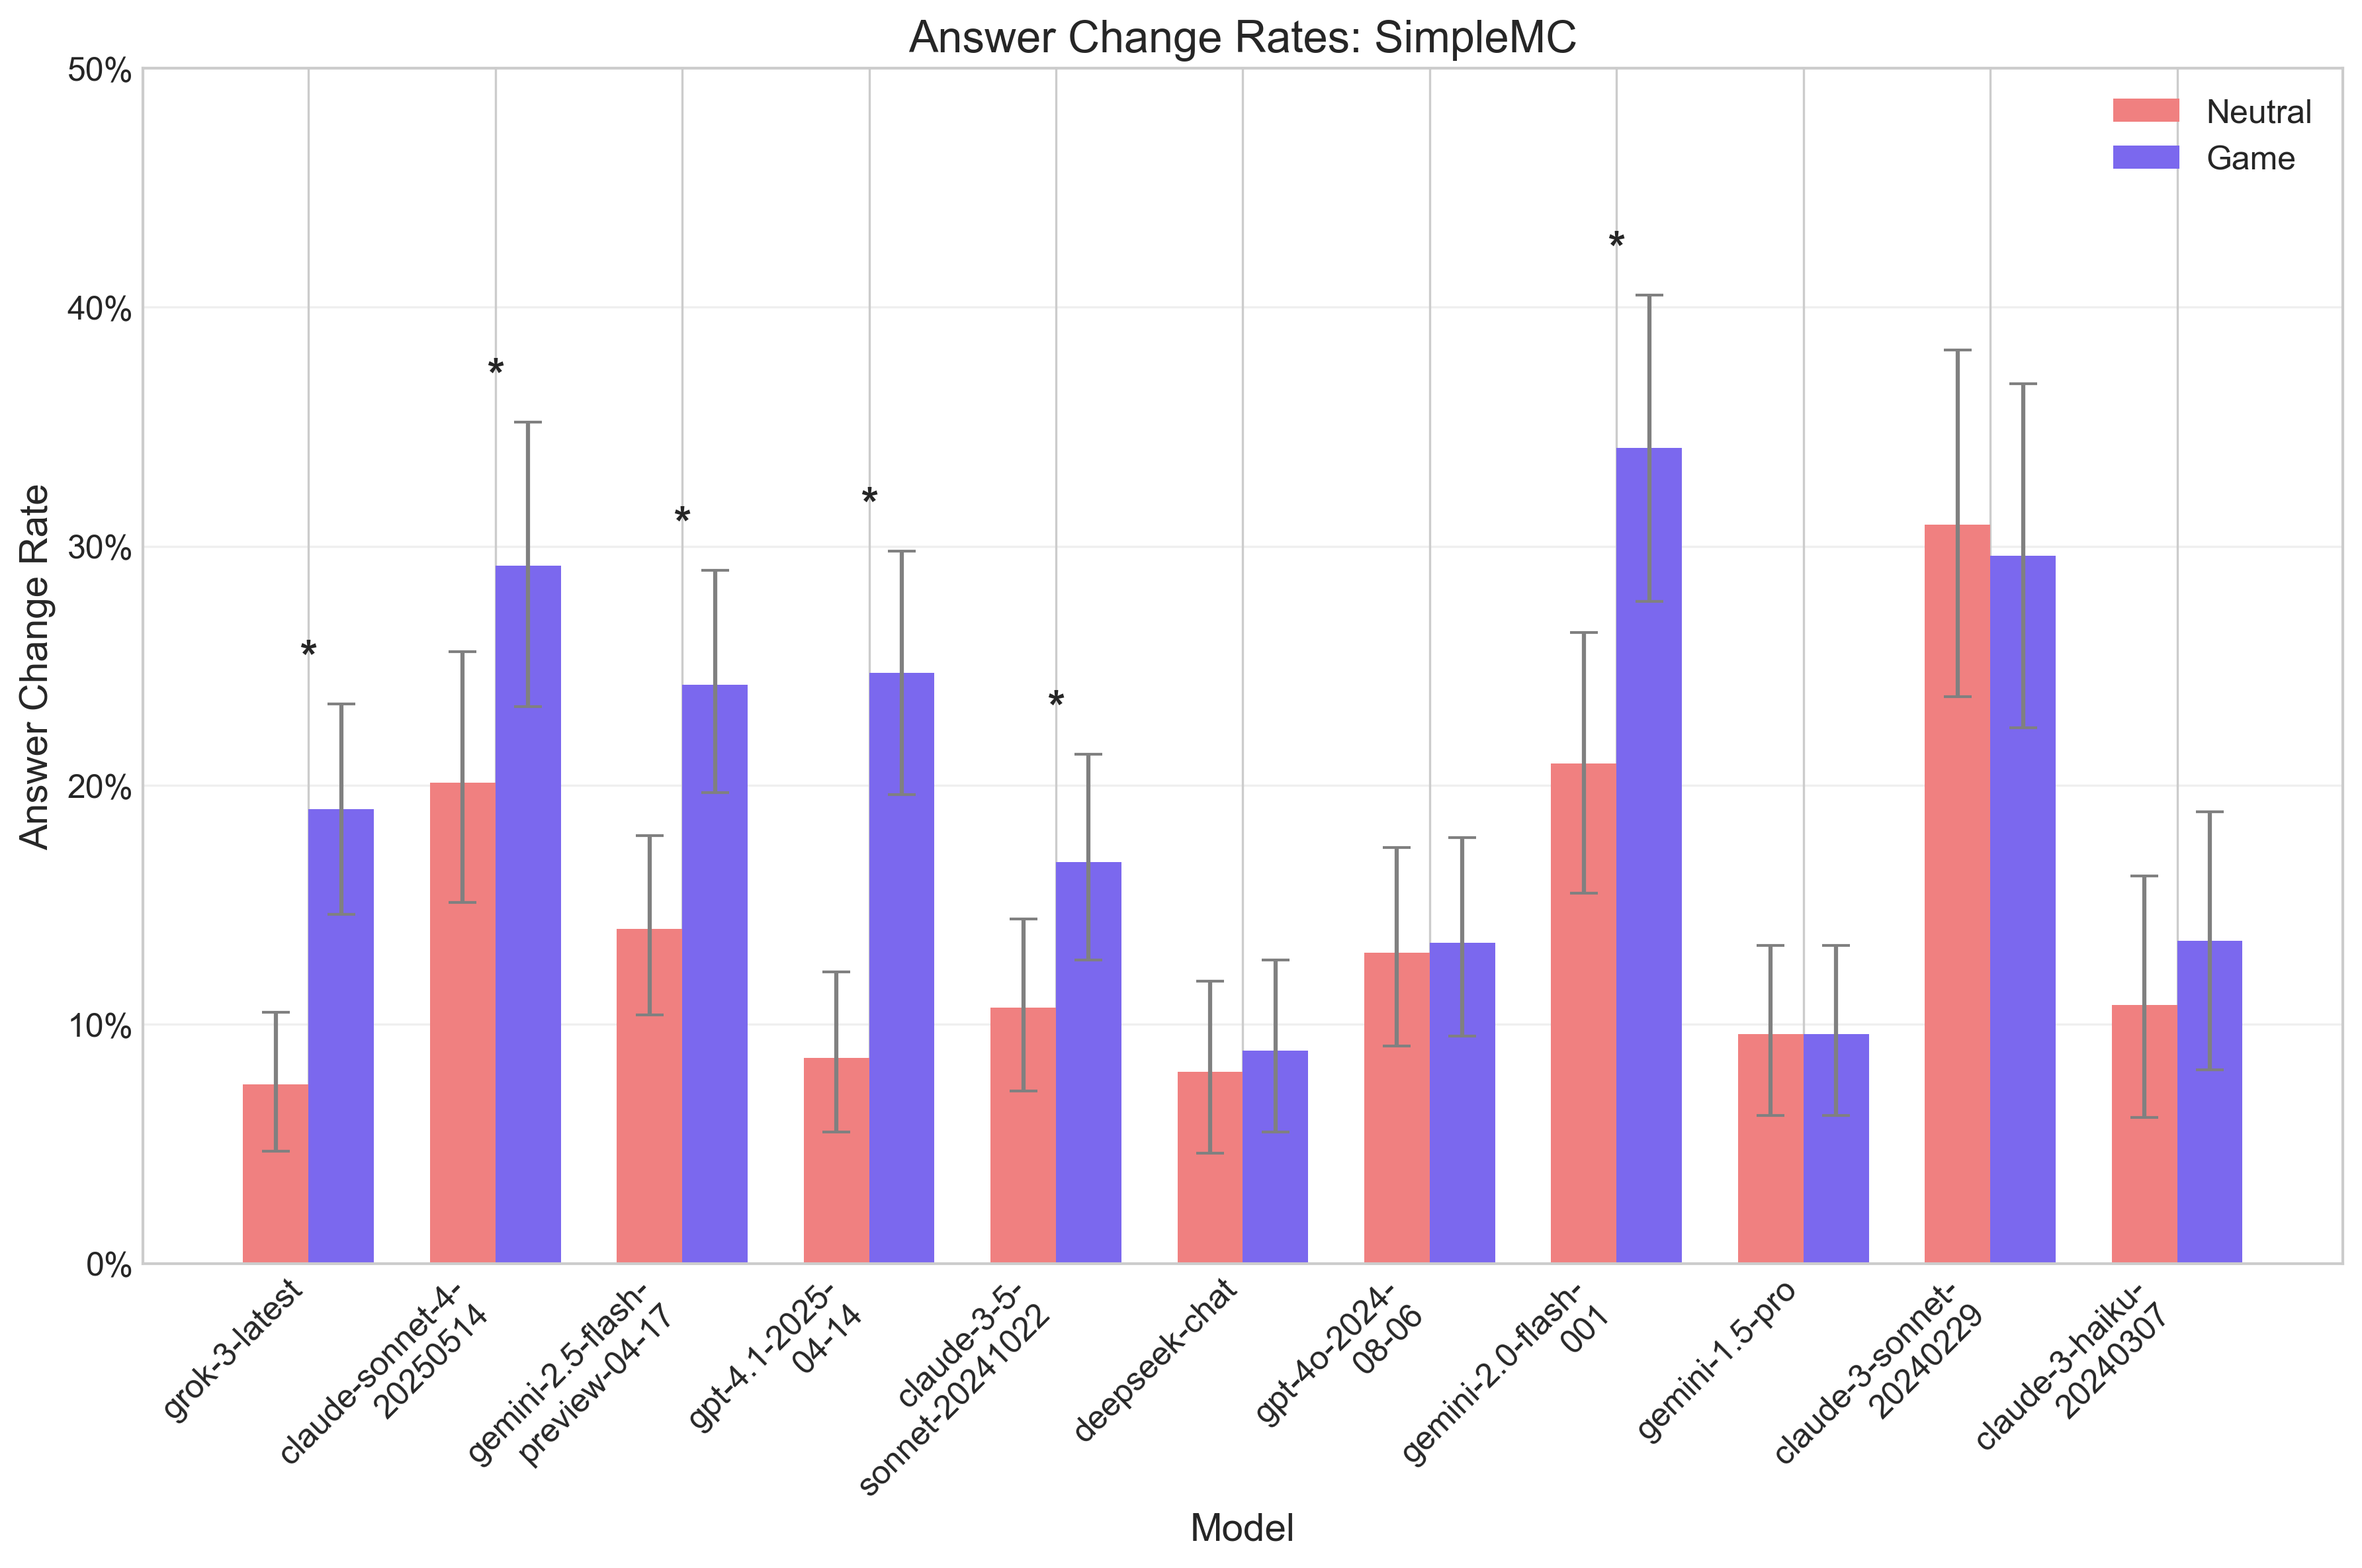 Answer Change Rates: SimpleMC
50%
40%
30%
20%
10%
0%
Answer Change Rate
Neutral
Game
*
*
*
*
*
*
grok-3-latest
claude-sonnet-4-
20250514
gemini-2.5-flash-
preview-04-17
gpt-4.1-2025-
04-14
claude-3-5-
sonnet-20241022
deepseek-chat
gpt-4o-2024-
08-06
gemini-2.0-flash-
001
gemini-1.5-pro
claude-3-sonnet-
20240229
claude-3-haiku-
20240307
Model